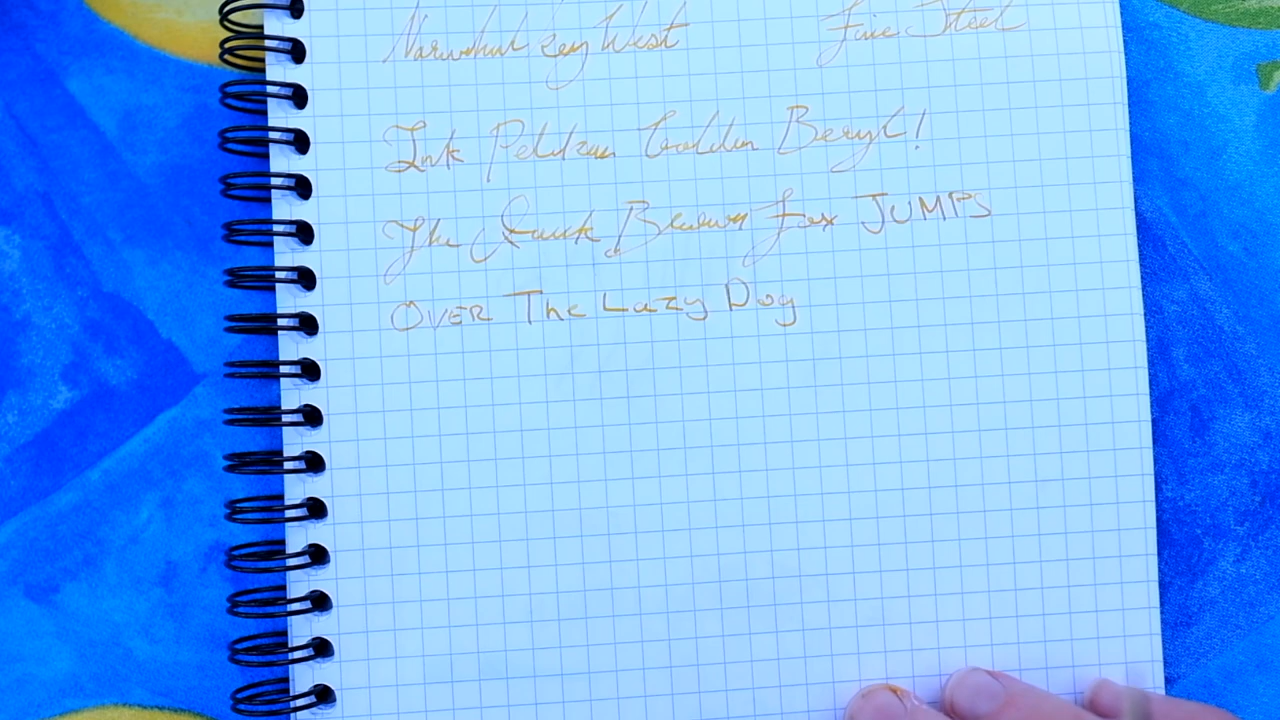 Narwhal Key West Fine Steel
Ink Pelikan Golden Beryl!
The Quick Brown Fox JUMPS
OVER The Lazy Dog